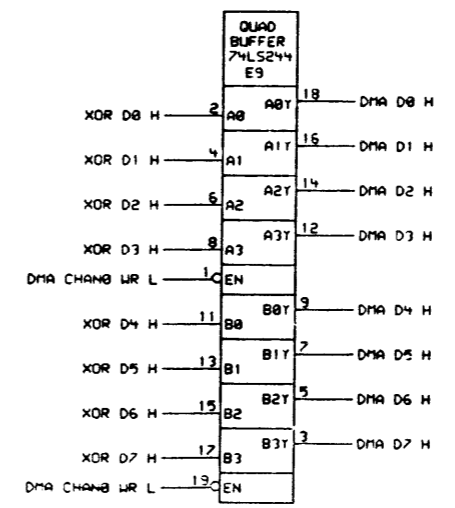 QUAD
BUFFER
74LS244
E9
XOR D0 H 2 A0 A0Y 18 DMA D0 H
XOR D1 H 4 A1 A1Y 16 DMA D1 H
XOR D2 H 6 A2 A2Y 14 DMA D2 H
XOR D3 H 8 A3 A3Y 12 DMA D3 H
DMA CHAN0 WR L 1 EN
XOR D4 H 11 B0 B0Y 9 DMA D4 H
XOR D5 H 13 B1 B1Y 7 DMA D5 H
XOR D6 H 15 B2 B2Y 5 DMA D6 H
XOR D7 H 17 B3 B3Y 3 DMA D7 H
DMA CHAN0 WR L 19 EN